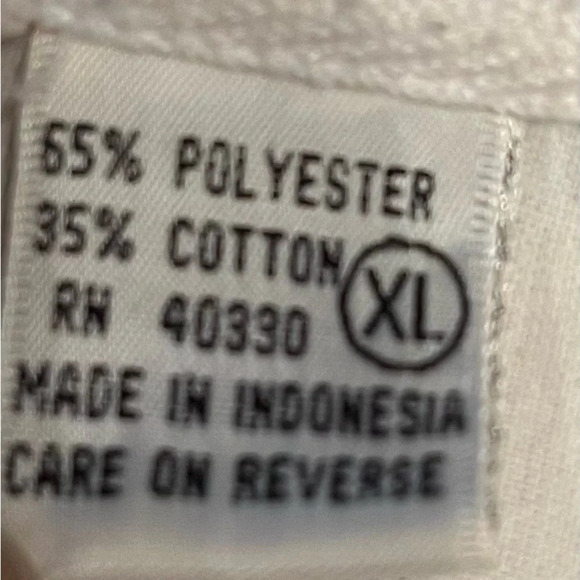 65% POLYESTER
35% COTTON
RN 40330
XL
MADE IN INDONESIA
CARE ON REVERSE